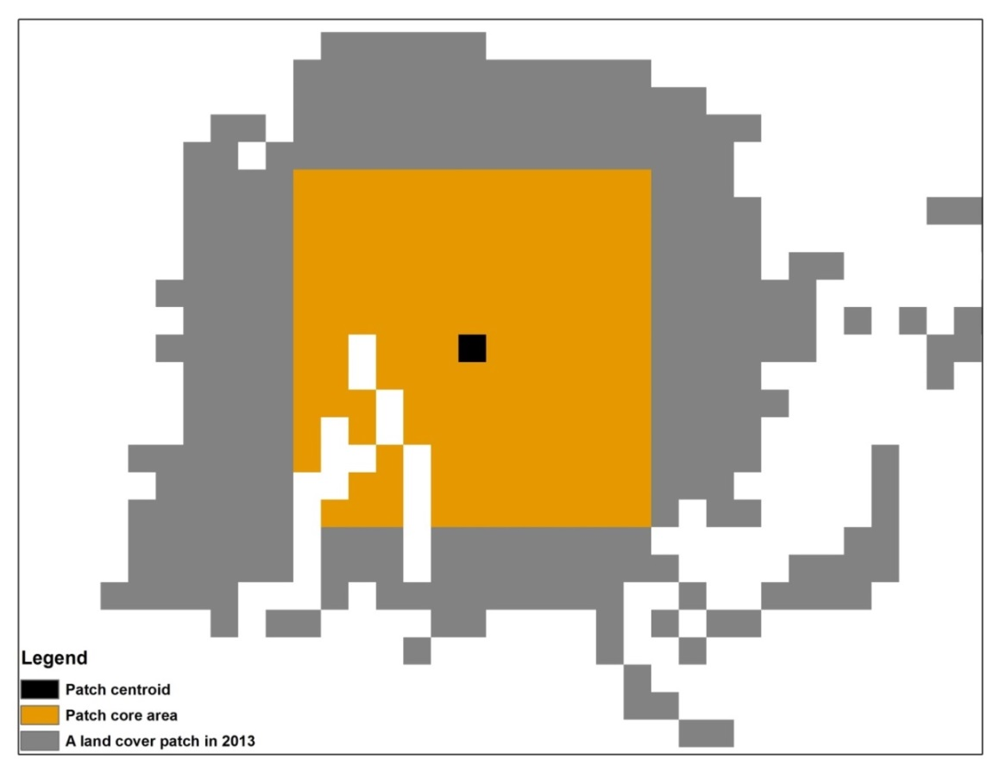 Legend
Patch centroid
Patch core area
A land cover patch in 2013